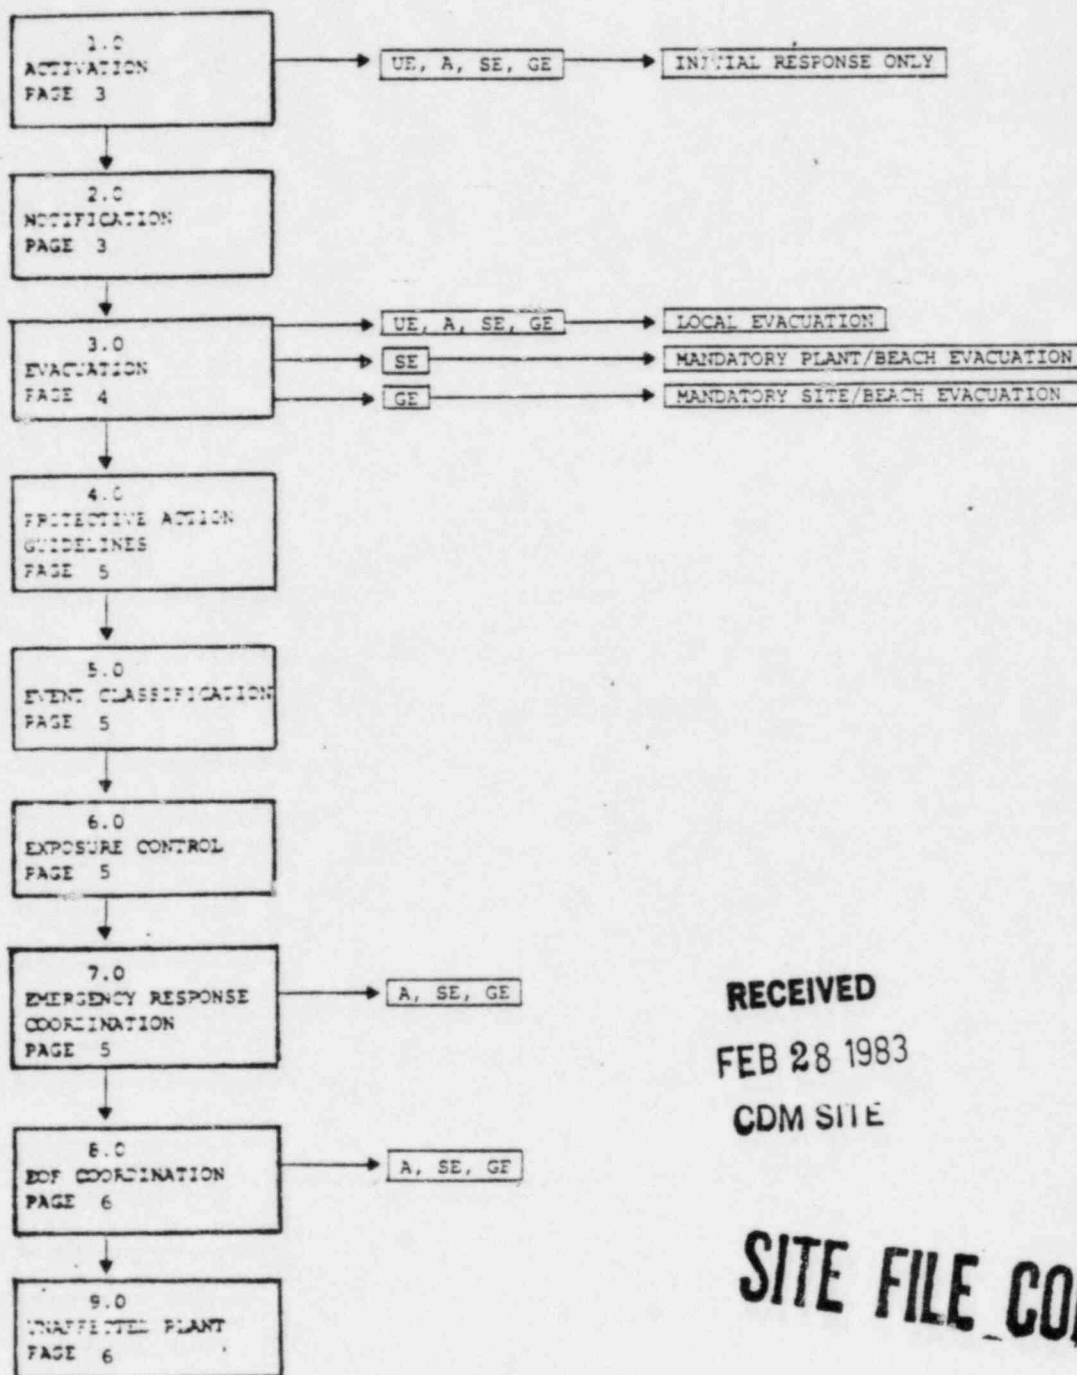 1.0
ACTIVATION
PAGE 3
UE, A, SE, GE
INITIAL RESPONSE ONLY
2.0
NOTIFICATION
PAGE 3
3.0
EVACUATION
PAGE 4
UE, A, SE, GE
LOCAL EVACUATION
SE
MANDATORY PLANT/BEACH EVACUATION
GE
MANDATORY SITE/BEACH EVACUATION
4.0
PROTECTIVE ACTION
GUIDELINES
PAGE 5
5.0
EVENT CLASSIFICATION
PAGE 5
6.0
EXPOSURE CONTROL
PAGE 5
7.0
EMERGENCY RESPONSE
COORDINATION
PAGE 5
A, SE, GE
RECEIVED
FEB 28 1983
CDM SITE
8.0
EOF COORDINATION
PAGE 6
A, SE, GE
SITE FILE COP
9.0
UNAFFECTED PLANT
PAGE 6